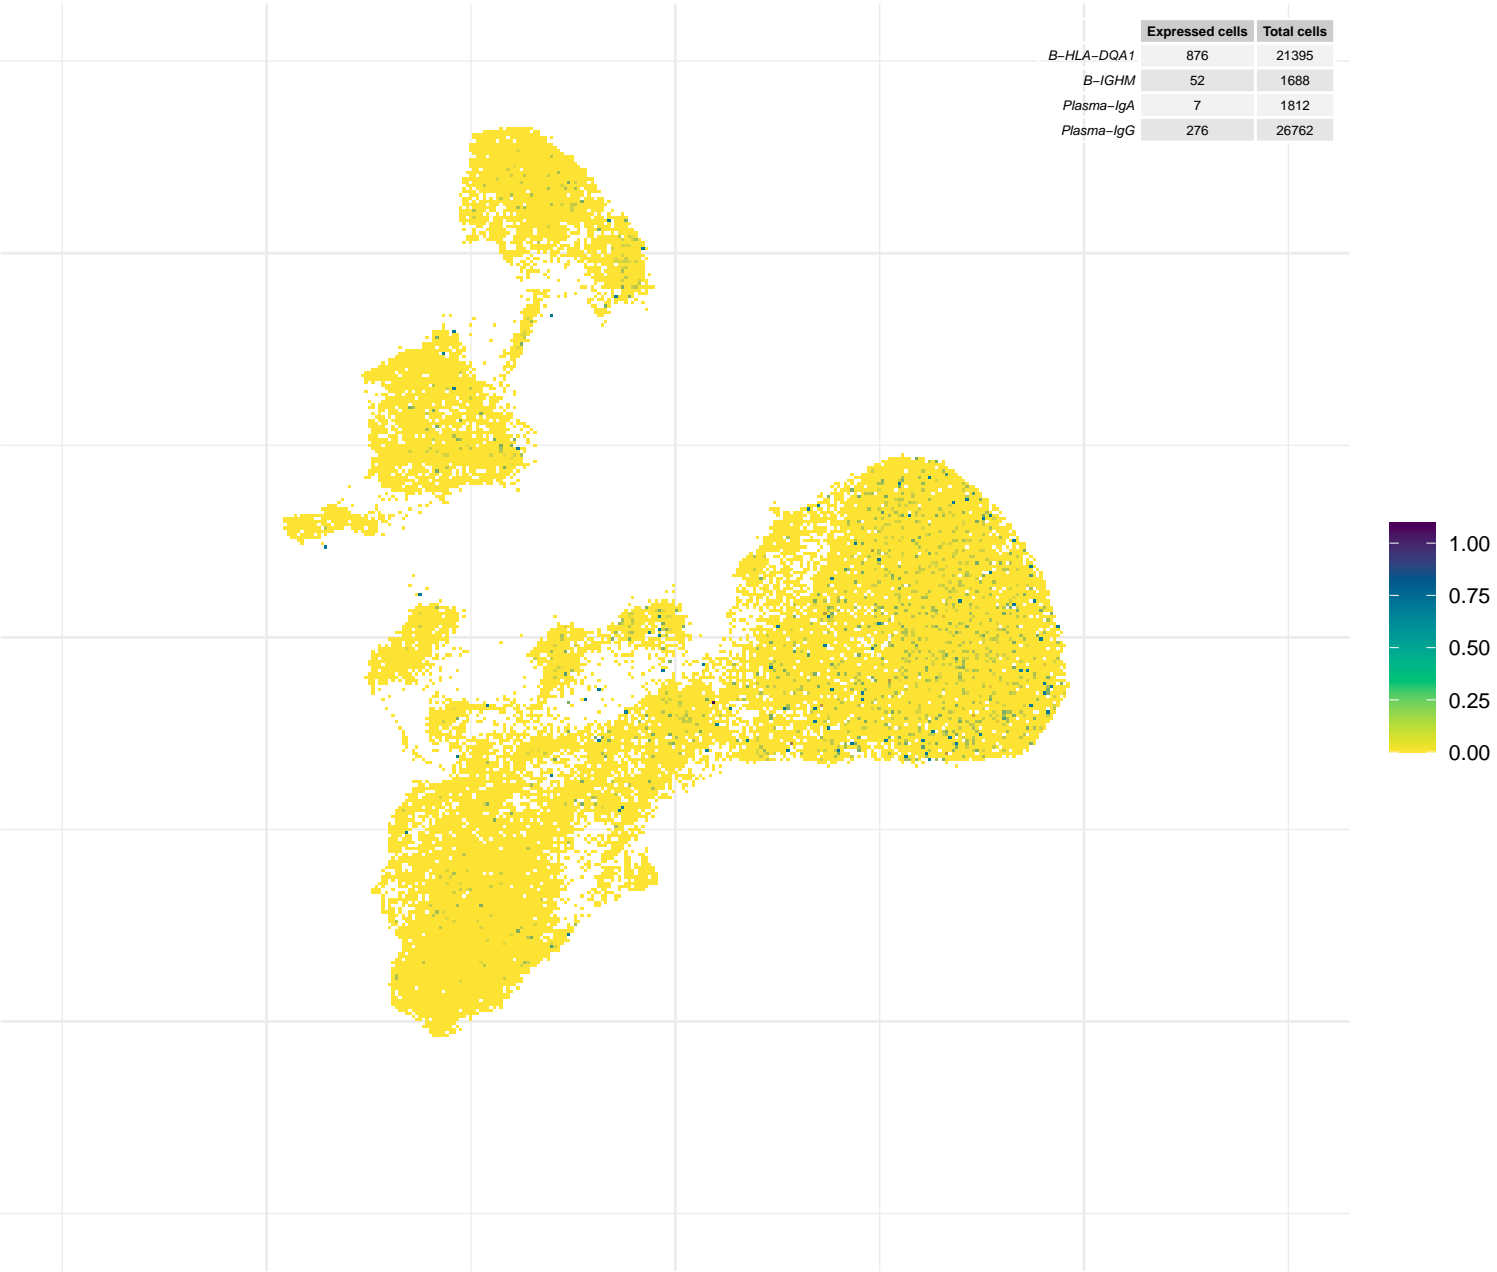 Expressed cells Total cells
B−HLA−DQA1 876 21395
B−IGHM 52 1688
Plasma−IgA 7 1812
Plasma−IgG 276 26762
1.00
0.75
0.50
0.25
0.00